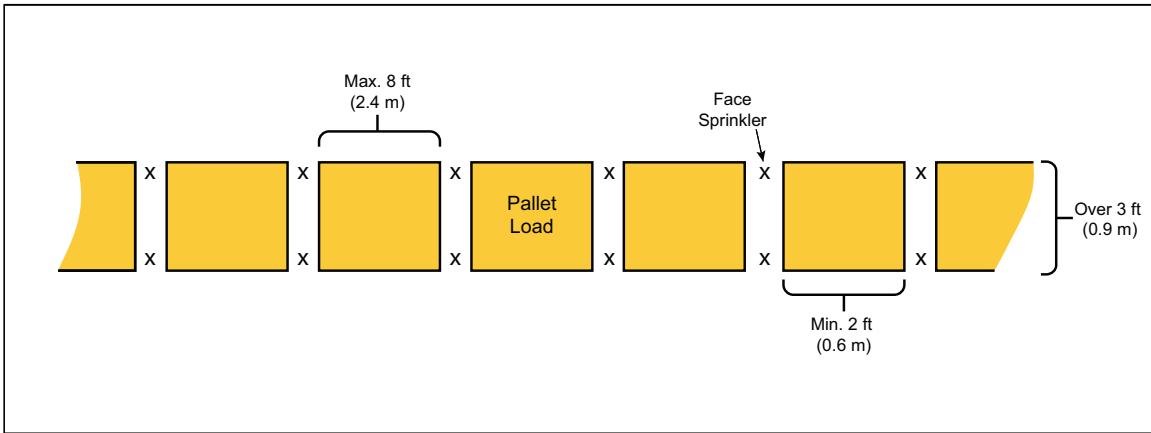 Max. 8 ft
(2.4 m)
Face
Sprinkler
x x x x x x
Pallet
Load
Over 3 ft
(0.9 m)
x x x x x x
Min. 2 ft
(0.6 m)